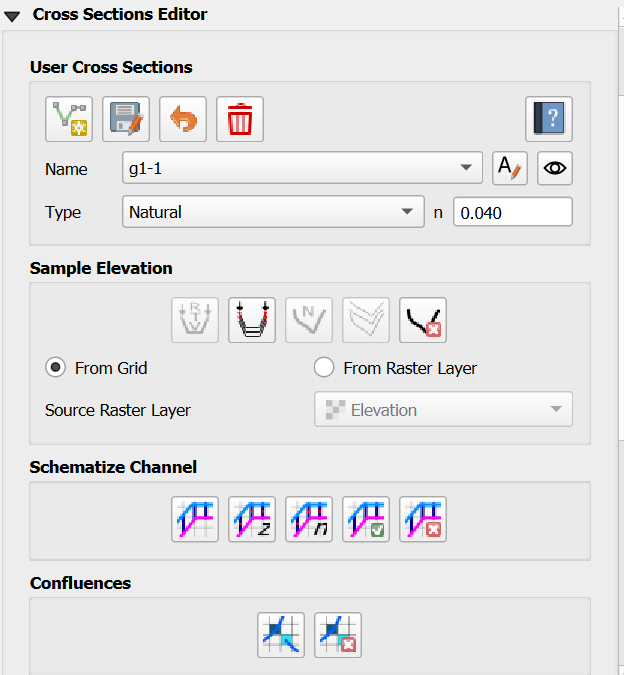 Cross Sections Editor
User Cross Sections
?
Name g1-1 A
Type Natural n 0.040
Sample Elevation
R T V N
From Grid From Raster Layer
Source Raster Layer Elevation
Schematize Channel
z n
Confluences